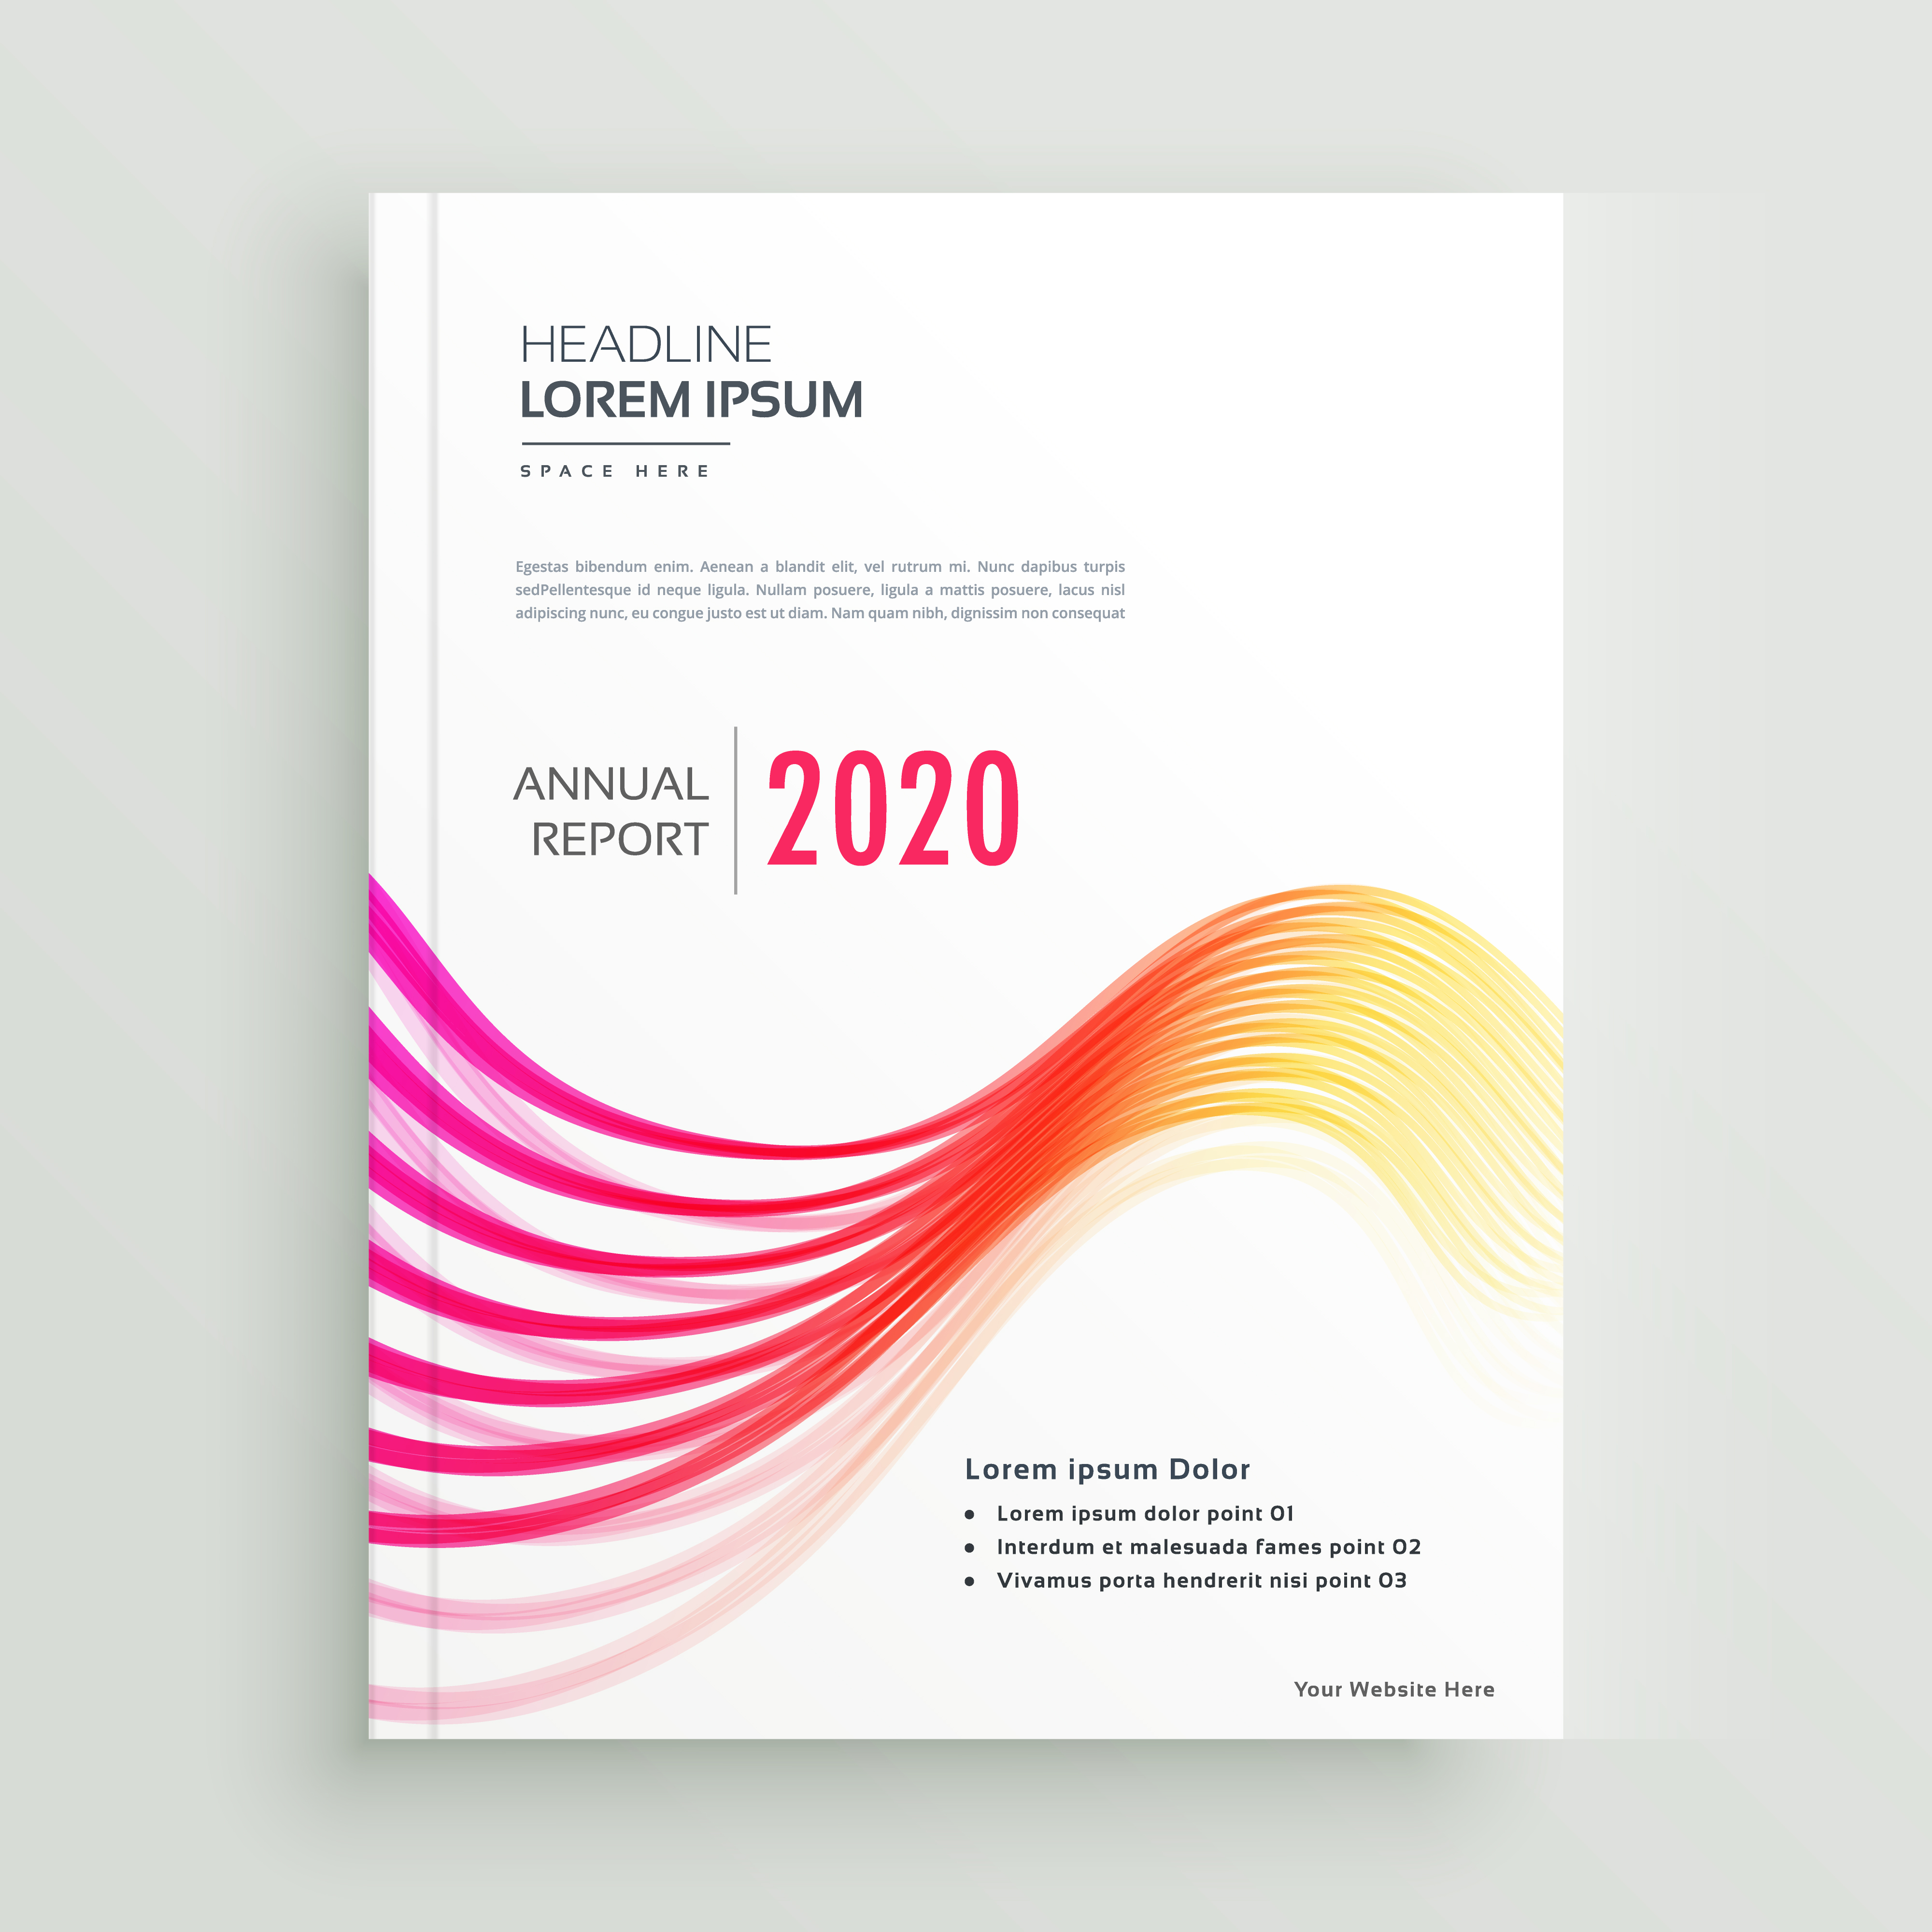 HEADLINE
LOREM IPSUM
SPACE HERE
Egestas bibendum enim. Aenean a blandit elit, vel rutrum mi. Nunc dapibus turpis
sedPellentesque id neque ligula. Nullam posuere, ligula a mattis posuere, lacus nisl
adipiscing nunc, eu congue justo est ut diam. Nam quam nibh, dignissim non consequat
ANNUAL
REPORT
2020
Lorem ipsum Dolor
• Lorem ipsum dolor point 01
• Interdum et malesuada fames point 02
• Vivamus porta hendrerit nisi point 03
Your Website Here